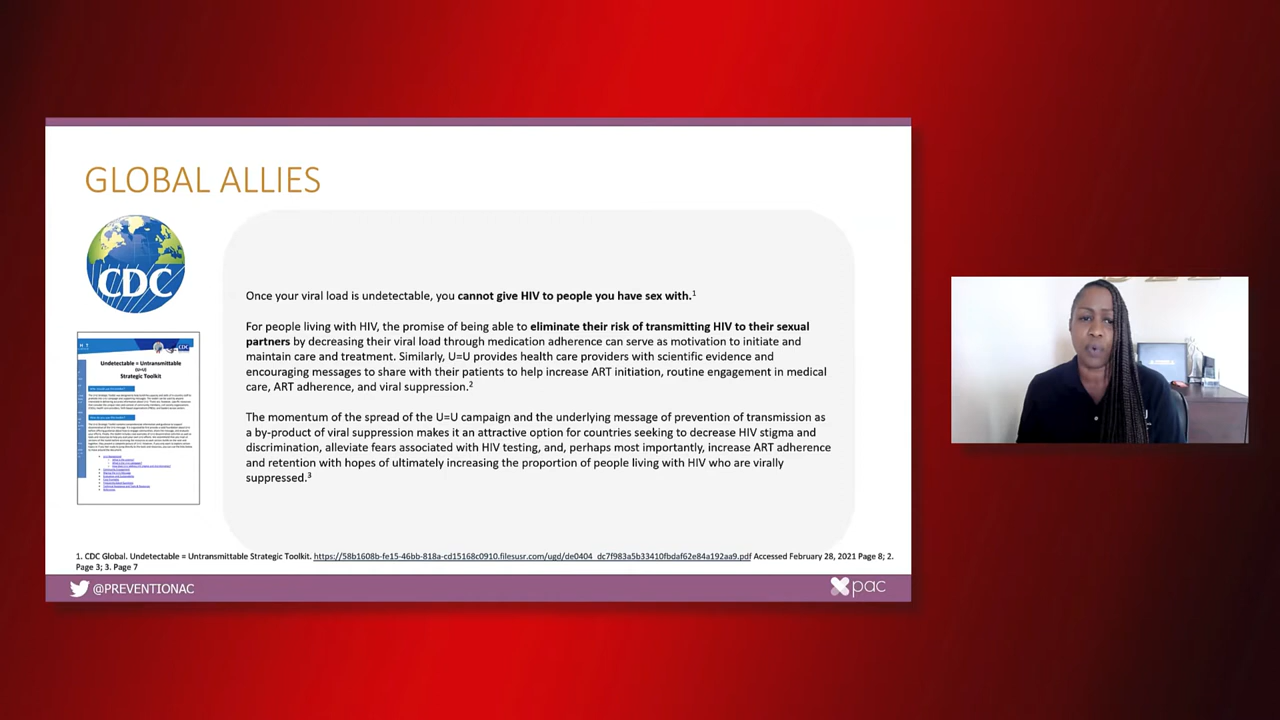 GLOBAL ALLIES
CDC
Once your viral load is undetectable, you cannot give HIV to people you have sex with.1
For people living with HIV, the promise of being able to eliminate their risk of transmitting HIV to their sexual
partners by decreasing their viral load through medication adherence can serve as motivation to initiate and
maintain care and treatment. Similarly, U=U provides health care providers with scientific evidence and
encouraging messages to share with their patients to help increase ART initiation, routine engagement in medical
care, ART adherence, and viral suppression.2
The momentum of the spread of the U=U campaign and the underlying message of prevention of transmission as
a by-product of viral suppression makes it an attractive option for countries seeking to decrease HIV stigma and
discrimination, alleviate fears associated with HIV testing, and, perhaps most importantly, increase ART adherence
and retention with hopes of ultimately increasing the proportion of people living with HIV who are virally
suppressed.3
Undetectable = Untransmittable
(U=U)
Strategic Toolkit
1. CDC Global. Undetectable = Untransmittable Strategic Toolkit. https://58b1608b-fe15-46bb-818a-cd15168c0910.filesusr.com/ugd/de0404_dc7f983a5b33410fbdaf62e84a192aa9.pdf Accessed February 28, 2021 Page 8; 2.
Page 3; 3. Page 7
@PREVENTIONAC
pac